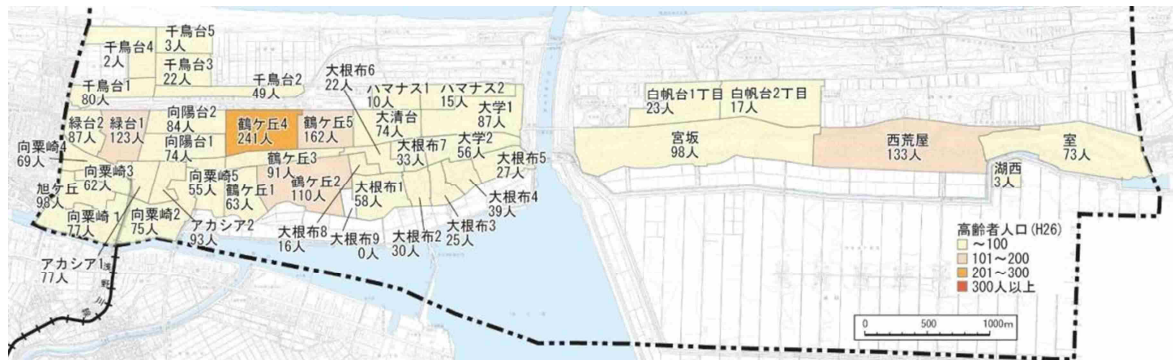 千鳥台5
3人
千鳥台4
2人
千鳥台3
22人
千鳥台1
80人
千鳥台2
49人
大根布6
22人
ハマナス1
10人
ハマナス2
15人
大学1
87人
緑台2
87人
緑台1
123人
向陽台2
84人
向陽台1
74人
鶴ケ丘4
241人
鶴ケ丘5
162人
大清台
74人
大根布7
33人
大学2
56人
大根布5
27人
向粟崎4
69人
向粟崎3
62人
旭ケ丘
98人
向粟崎1
77人
向粟崎2
75人
向粟崎5
55人
鶴ケ丘1
63人
鶴ケ丘3
91人
鶴ケ丘2
110人
大根布1
58人
大根布4
39人
アカシア2
93人
大根布8
16人
大根布9
0人
大根布2
30人
大根布3
25人
アカシア1
77人
浅野川
白帆台1丁目
23人
白帆台2丁目
17人
宮坂
98人
西荒屋
133人
室
73人
湖西
3人
高齢者人口(H26)
～100
101～200
201～300
300人以上
0 500 1000m